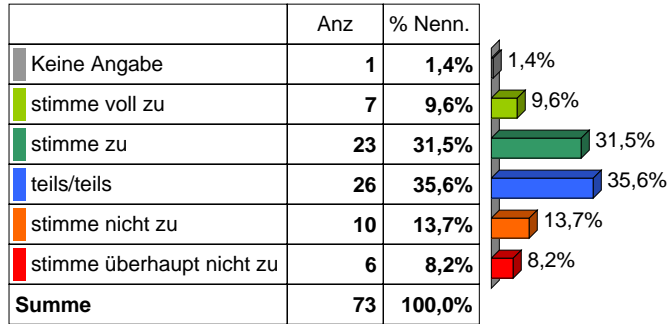 Anz % Nenn.
Keine Angabe 1 1,4% 1,4%
stimme voll zu 7 9,6% 9,6%
stimme zu 23 31,5% 31,5%
teils/teils 26 35,6% 35,6%
stimme nicht zu 10 13,7% 13,7%
stimme überhaupt nicht zu 6 8,2% 8,2%
Summe 73 100,0%